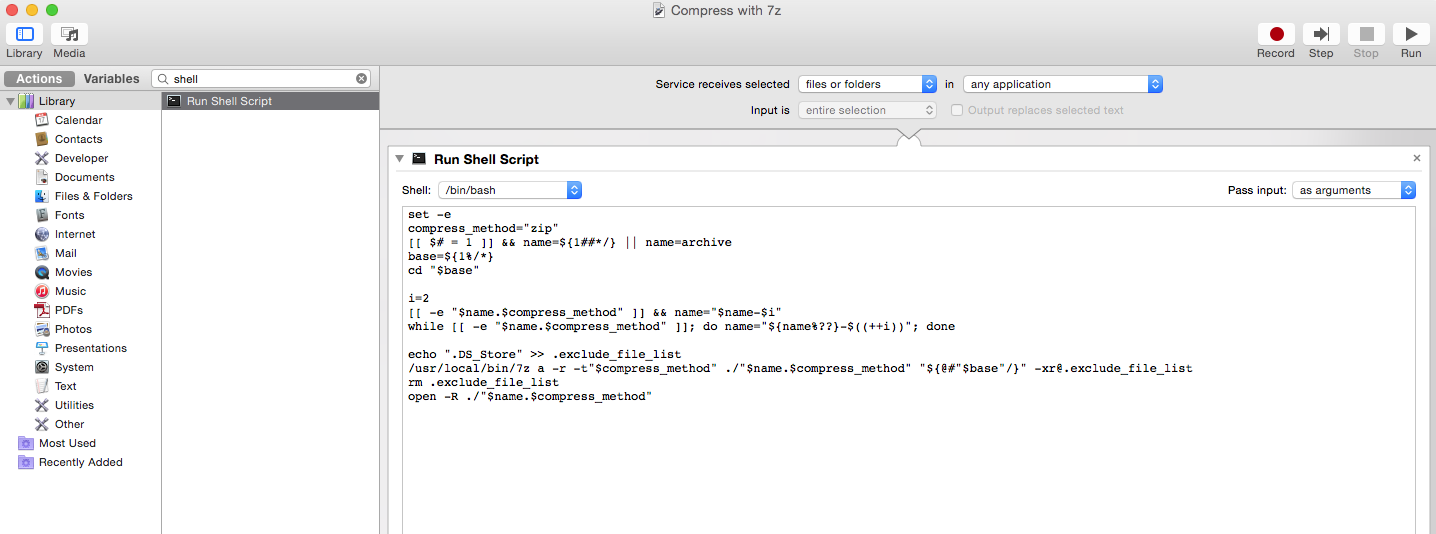 Compress with 7z
Library Media Record Step Stop Run
Actions Variables shell
Service receives selected files or folders in any application
Input is entire selection Output replaces selected text
Library
Calendar
Contacts
Developer
Documents
Files & Folders
Fonts
Internet
Mail
Movies
Music
PDFs
Photos
Presentations
System
Text
Utilities
Other
Most Used
Recently Added
Run Shell Script
Run Shell Script
Shell: /bin/bash Pass input: as arguments
set -e
compress_method="zip"
[[ $# = 1 ]] && name=${1##*/} || name=archive
base=${1%/*}
cd "$base"
i=2
[[ -e "$name.$compress_method" ]] && name="$name-$i"
while [[ -e "$name.$compress_method" ]]; do name="${name%??}-$((++i))"; done
echo ".DS_Store" >> .exclude_file_list
/usr/local/bin/7z a -r -t"$compress_method" ./"$name.$compress_method" "${@#"$base"/}" -xr@.exclude_file_list
rm .exclude_file_list
open -R ./"$name.$compress_method"